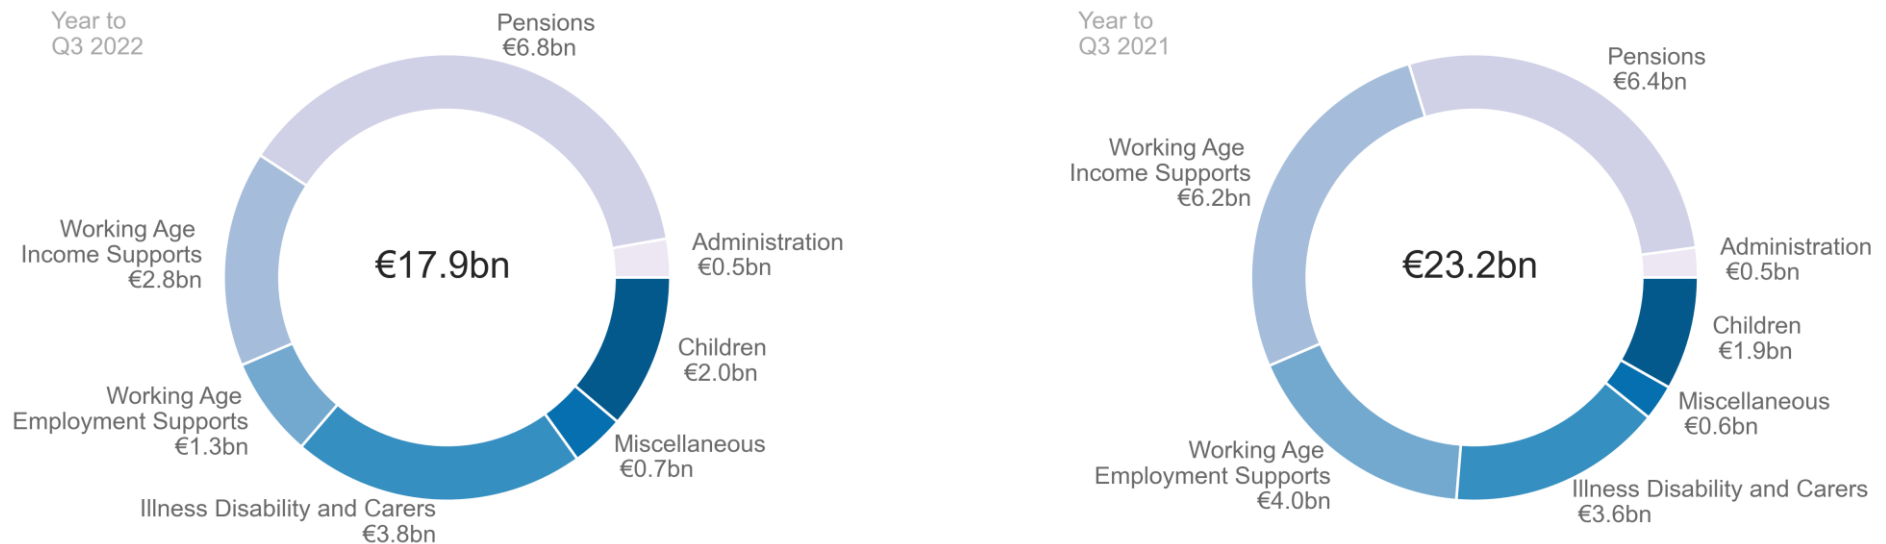 Year to
Q3 2022
Pensions
€6.8bn
Working Age
Income Supports
€2.8bn
€17.9bn
Administration
€0.5bn
Children
€2.0bn
Working Age
Employment Supports
€1.3bn
Miscellaneous
€0.7bn
Illness Disability and Carers
€3.8bn
Year to
Q3 2021
Pensions
€6.4bn
Working Age
Income Supports
€6.2bn
€23.2bn
Administration
€0.5bn
Children
€1.9bn
Miscellaneous
€0.6bn
Working Age
Employment Supports
€4.0bn
Illness Disability and Carers
€3.6bn